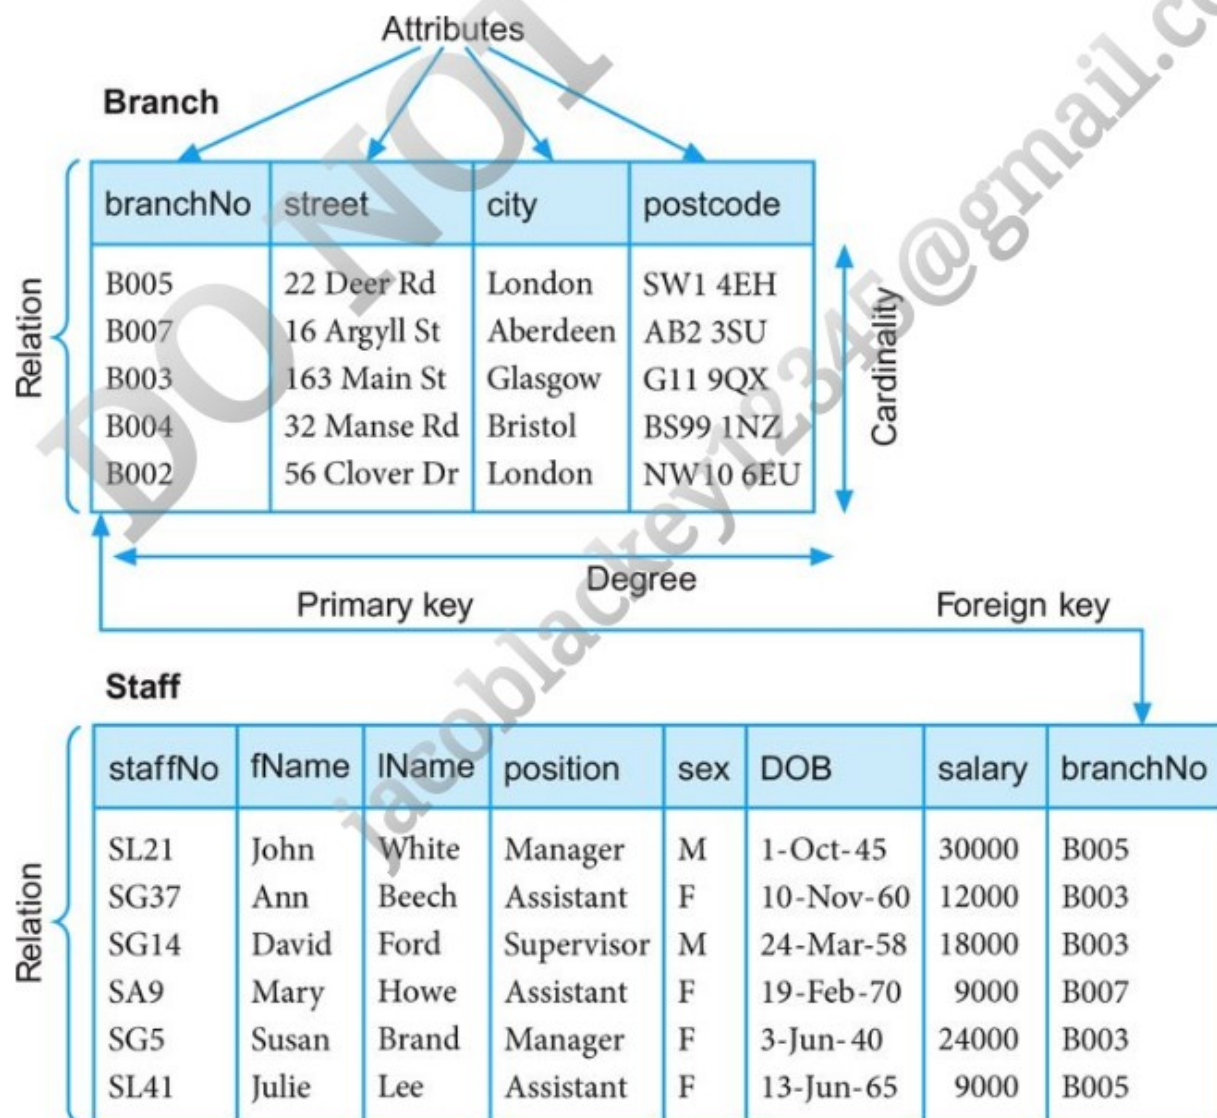 Attributes
Branch
branchNo street city postcode
B005 22 Deer Rd London SW1 4EH
B007 16 Argyll St Aberdeen AB2 3SU
B003 163 Main St Glasgow G11 9QX
B004 32 Manse Rd Bristol BS99 1NZ
B002 56 Clover Dr London NW10 6EU
Relation
Cardinality
Degree
Primary key Foreign key
Staff
staffNo fName lName position sex DOB salary branchNo
SL21 John White Manager M 1-Oct-45 30000 B005
SG37 Ann Beech Assistant F 10-Nov-60 12000 B003
SG14 David Ford Supervisor M 24-Mar-58 18000 B003
SA9 Mary Howe Assistant F 19-Feb-70 9000 B007
SG5 Susan Brand Manager F 3-Jun-40 24000 B003
SL41 Julie Lee Assistant F 13-Jun-65 9000 B005
Relation
DO NOT
jacoblackey12345@gmail.co